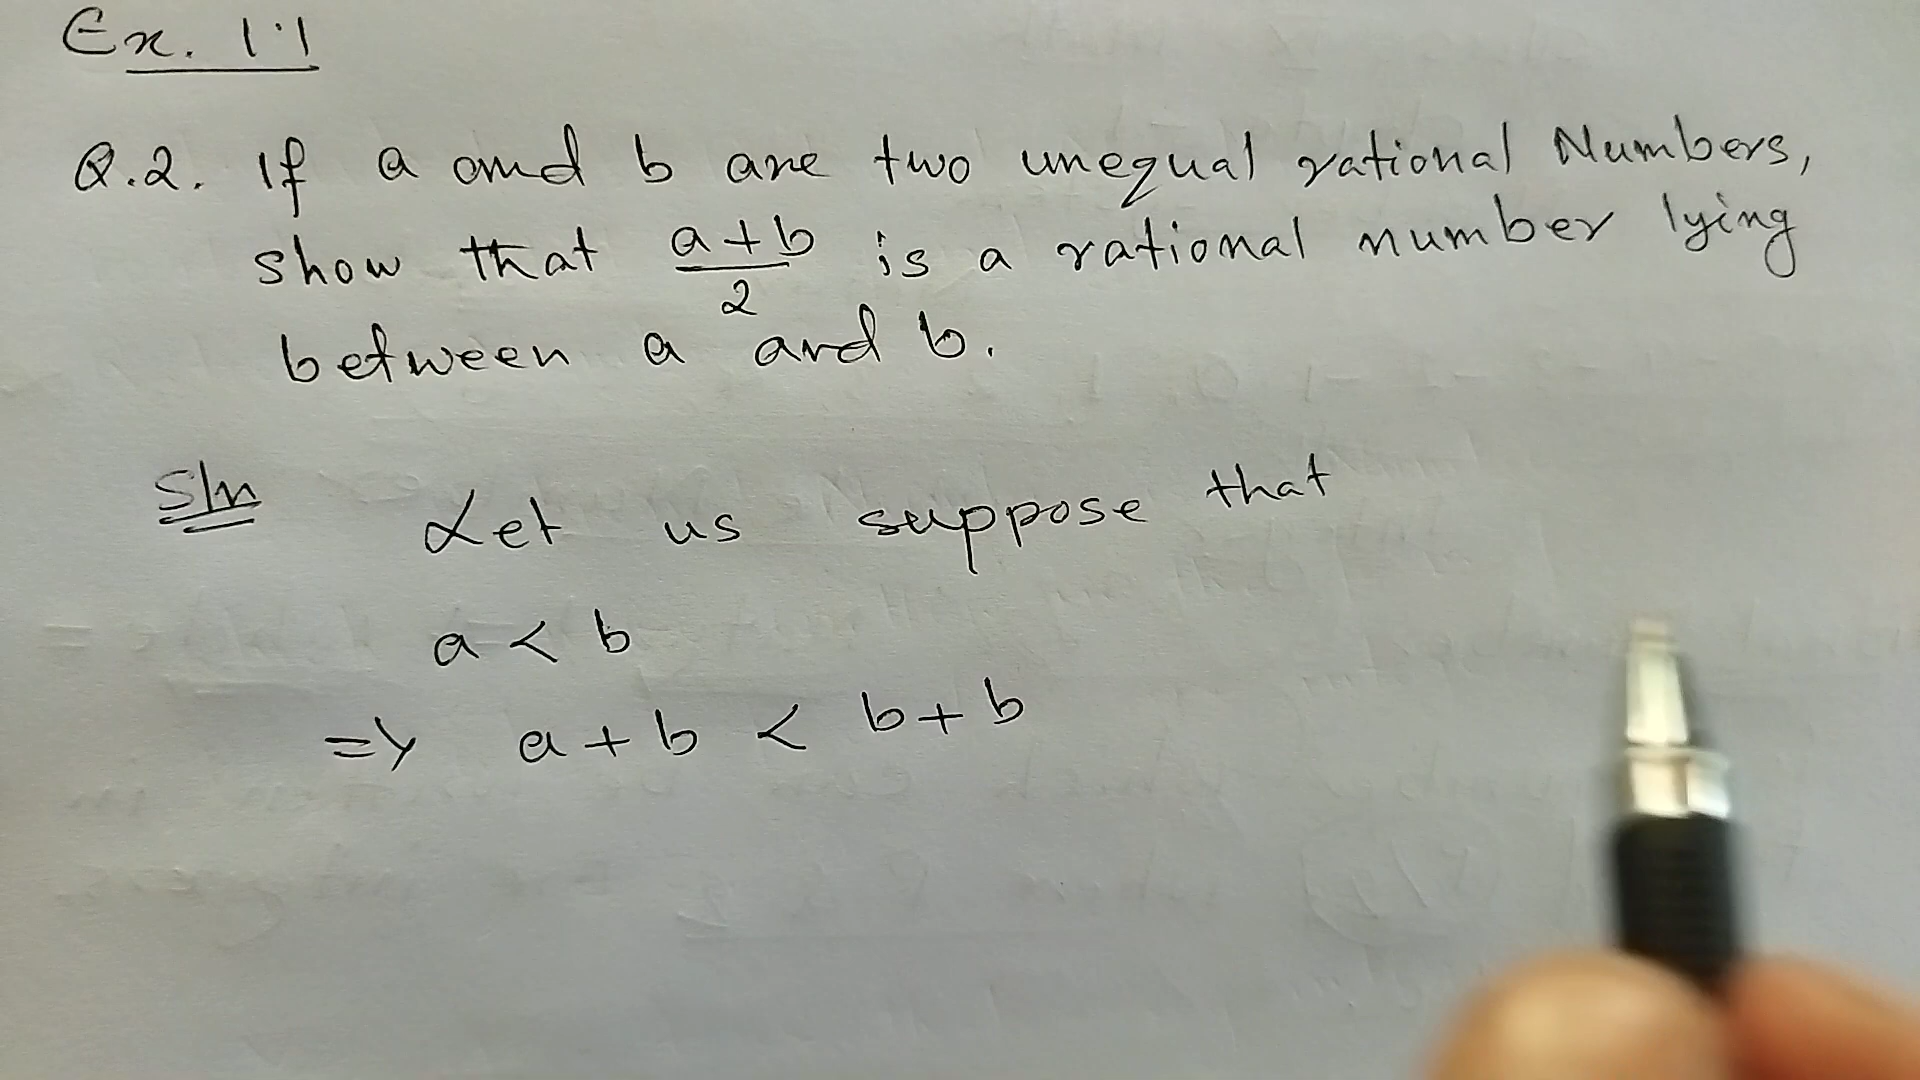 Ex. 1.1
Q.2. If a and b are two unequal rational Numbers,
show that (a+b)/2 is a rational number lying
between a and b.
Sln Let us suppose that
a < b
=> a + b < b + b